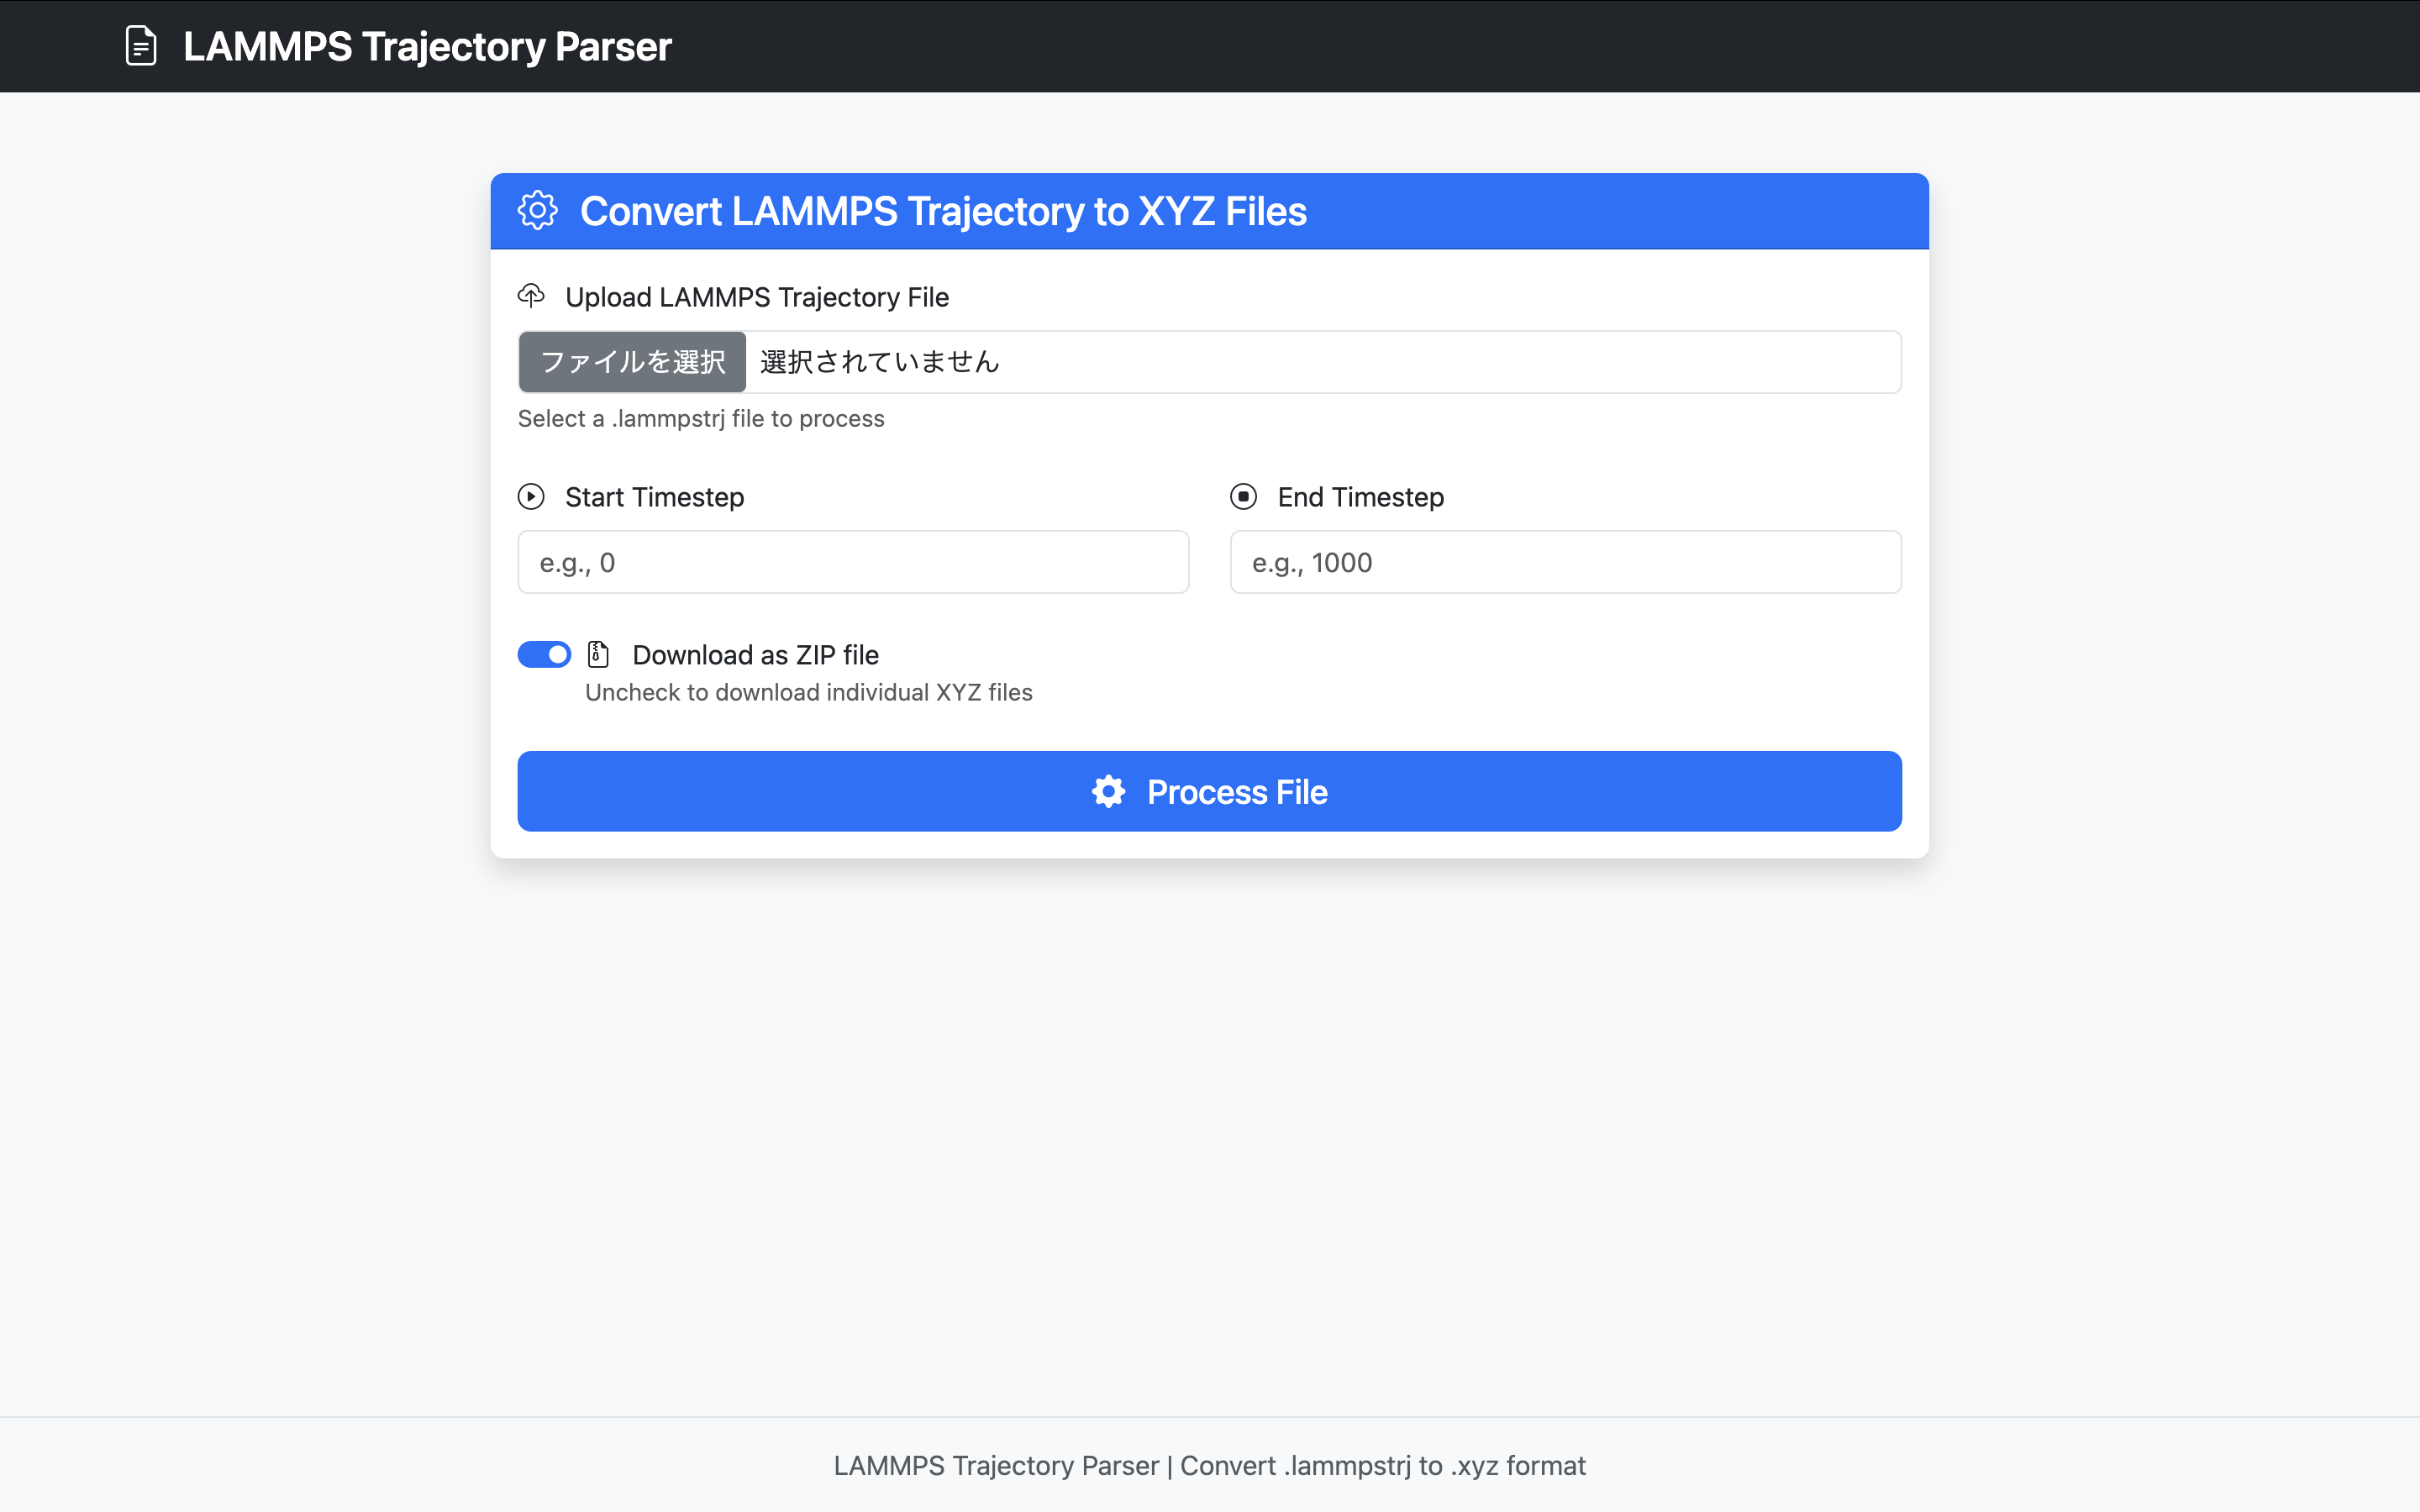 LAMMPS Trajectory Parser
Convert LAMMPS Trajectory to XYZ Files
Upload LAMMPS Trajectory File
ファイルを選択 選択されていません
Select a .lammpstrj file to process
Start Timestep
e.g., 0
End Timestep
e.g., 1000
Download as ZIP file
Uncheck to download individual XYZ files
Process File
LAMMPS Trajectory Parser | Convert .lammpstrj to .xyz format